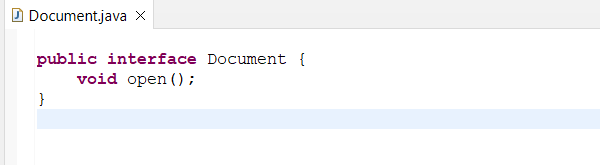 Document.java
public interface Document {
    void open();
}